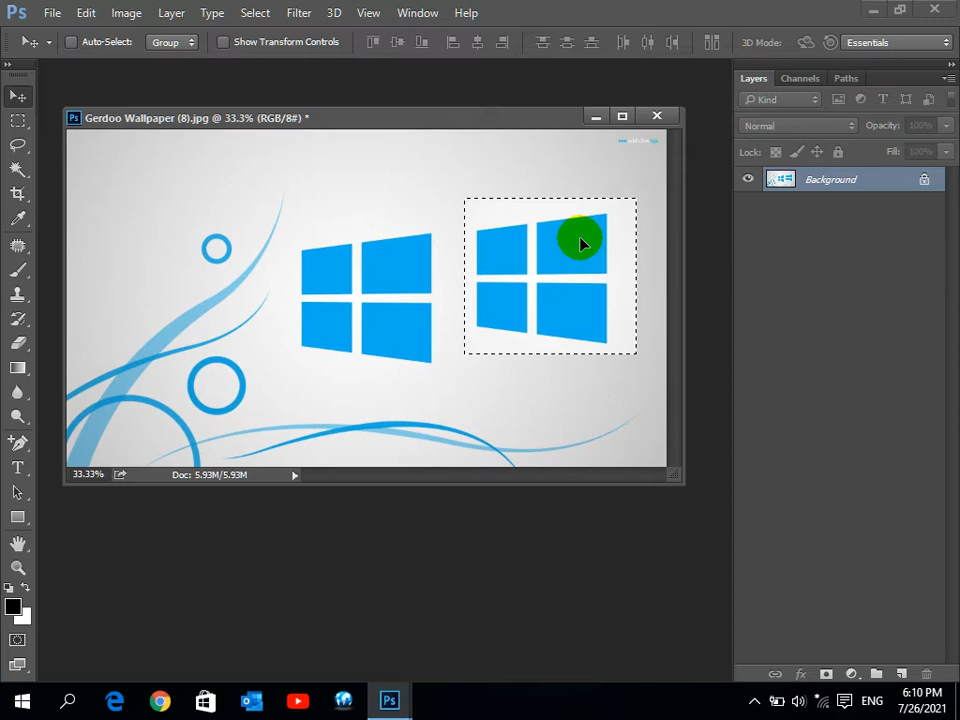 Ps File Edit Image Layer Type Select Filter 3D View Window Help
Auto-Select: Group Show Transform Controls 3D Mode: Essentials
Layers Channels Paths
Kind
Normal Opacity: 100%
Lock: Fill: 100%
Background
Ps Gerdoo Wallpaper (8).jpg @ 33.3% (RGB/8#) *
33.33% Doc: 5.93M/5.93M
Ps
ENG
6:10 PM
7/26/2021